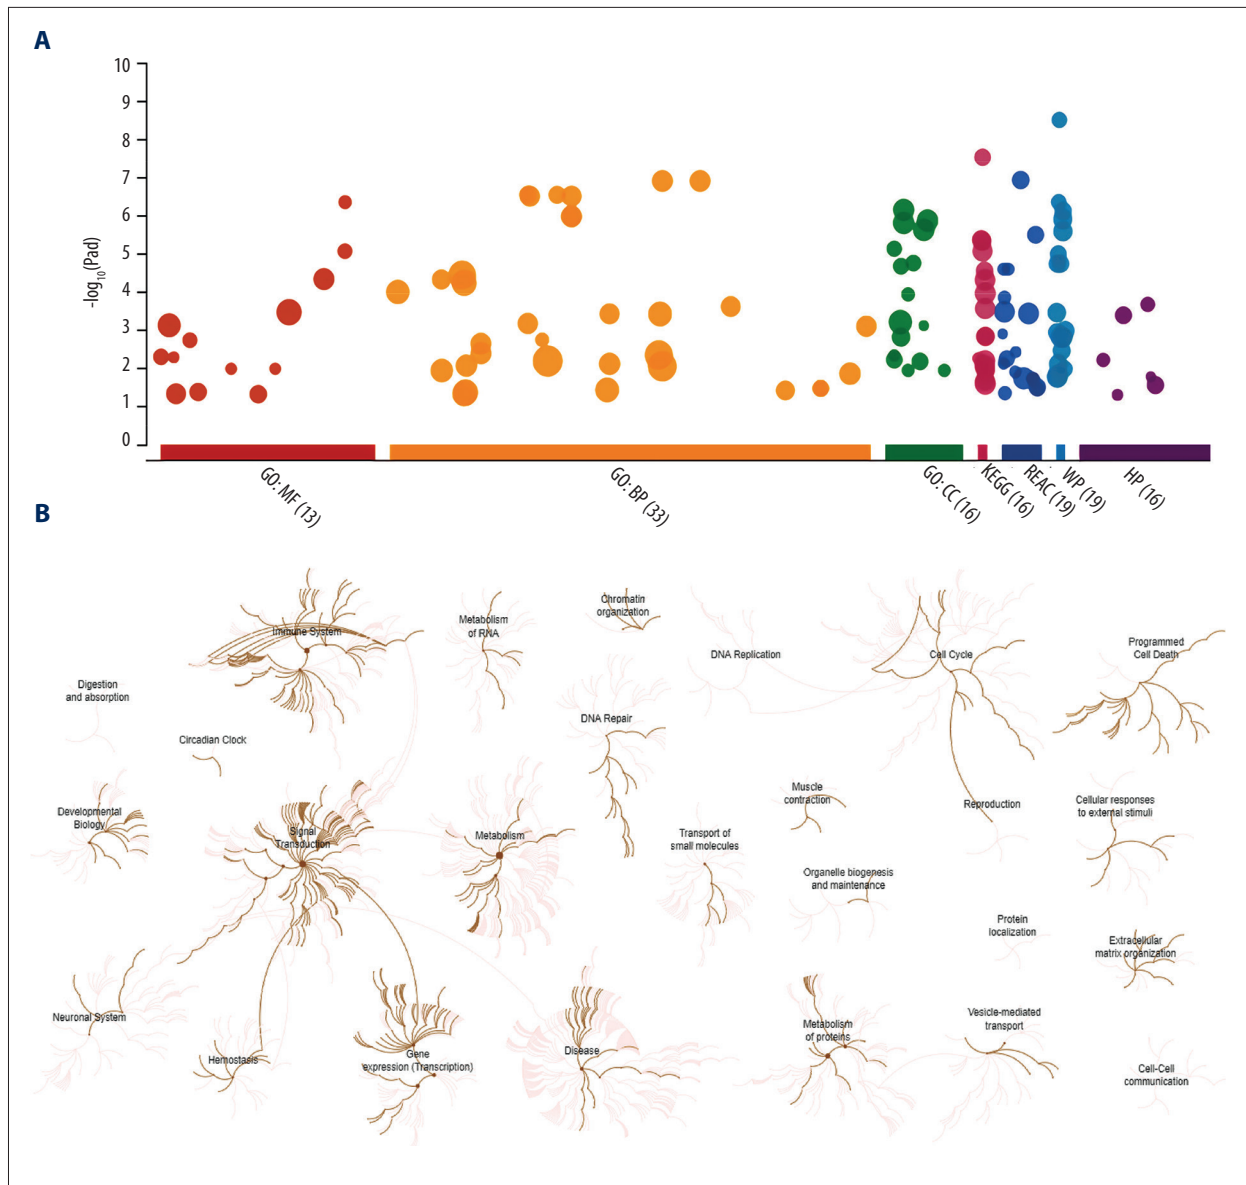 A
10
9
8
7
6
5
4
3
2
1
0
-log10(Pad)
GO: MF (13)
GO: BP (33)
GO: CC (16)
KEGG (16)
REAC (19)
WP (19)
HP (16)
B
Immune System
Metabolism
of RNA
Chromatin
organization
DNA Replication
Cell Cycle
Programmed
Cell Death
Digestion
and absorption
Circadian Clock
DNA Repair
Developmental
Biology
Signal
Transduction
Metabolism
Transport of
small molecules
Muscle
contraction
Reproduction
Cellular responses
to external stimuli
Organelle biogenesis
and maintenance
Protein
localization
Extracellular
matrix organization
Neuronal System
Hemostasis
Gene
expression (Transcription)
Disease
Metabolism
of proteins
Vesicle-mediated
transport
Cell-Cell
communication